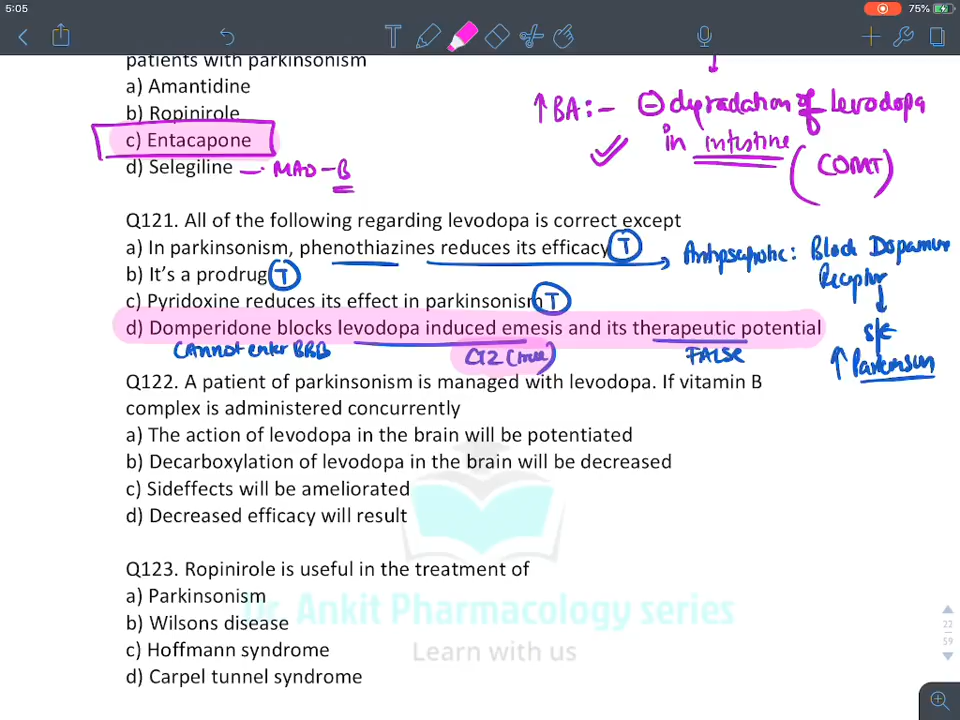 5:05
75%
patients with parkinsonism
a) Amantidine
b) Ropinirole
c) Entacapone
d) Selegiline — MAO-B
↑BA:- ⊖ degradation of levodopa
in intestine
(COMT)
Q121. All of the following regarding levodopa is correct except
a) In parkinsonism, phenothiazines reduces its efficacy T
b) It's a prodrug T
c) Pyridoxine reduces its effect in parkinsonism T
d) Domperidone blocks levodopa induced emesis and its therapeutic potential
Cannot enter BBB CTZ (true) FALSE
Antipsychotic: Block Dopamine
Receptor
S/E
↑ Parkinson
Q122. A patient of parkinsonism is managed with levodopa. If vitamin B
complex is administered concurrently
a) The action of levodopa in the brain will be potentiated
b) Decarboxylation of levodopa in the brain will be decreased
c) Sideffects will be ameliorated
d) Decreased efficacy will result
Q123. Ropinirole is useful in the treatment of
a) Parkinsonism
b) Wilsons disease
c) Hoffmann syndrome
d) Carpel tunnel syndrome
Dr. Ankit Pharmacology series
Learn with us
22
59